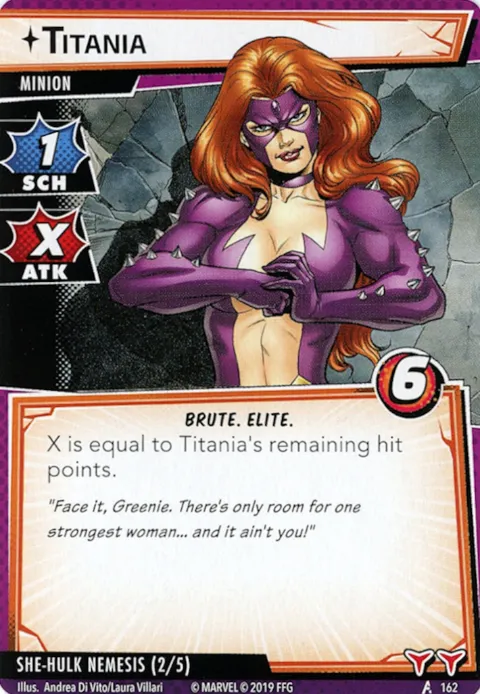 TITANIA
MINION
1
SCH
X
ATK
6
BRUTE. ELITE.
X is equal to Titania's remaining hit
points.
"Face it, Greenie. There's only room for one
strongest woman... and it ain't you!"
SHE-HULK NEMESIS (2/5)
Illus. Andrea Di Vito/Laura Villari © MARVEL © 2019 FFG 162